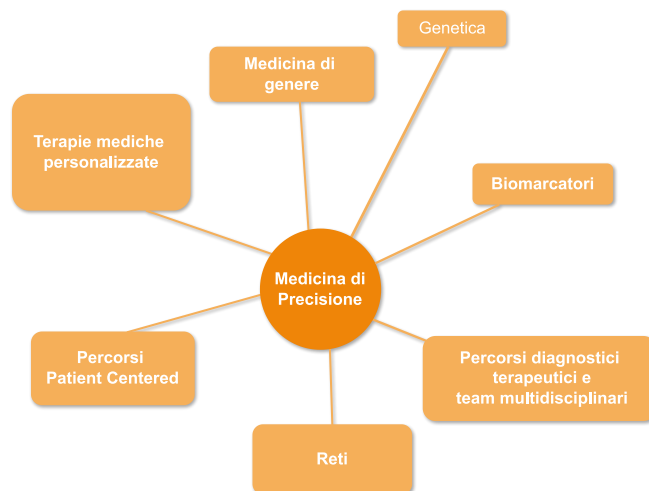 Genetica
Medicina di
genere
Terapie mediche
personalizzate
Biomarcatori
Medicina di
Precisione
Percorsi
Patient Centered
Percorsi diagnostici
terapeutici e
team multidisciplinari
Reti